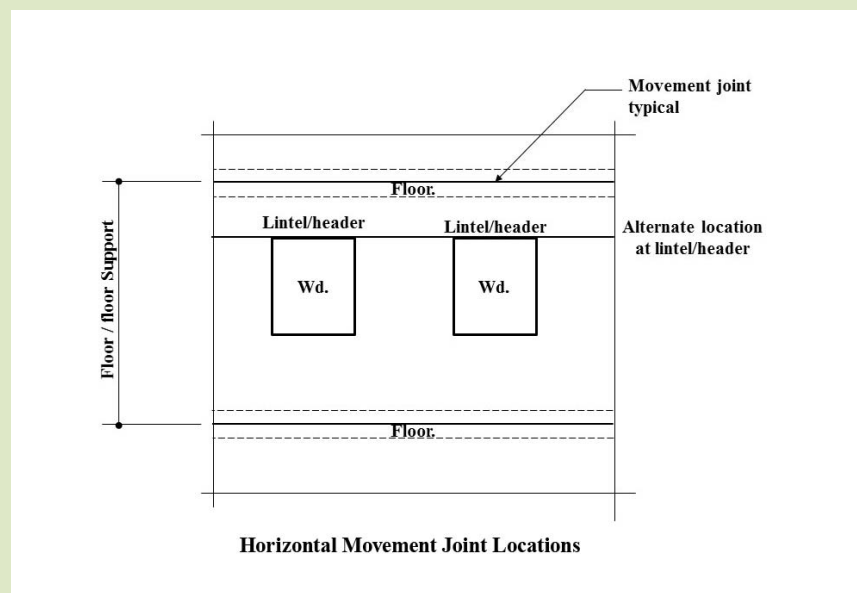 Movement joint
typical
Floor.
Lintel/header
Lintel/header
Alternate location
at lintel/header
Wd.
Wd.
Floor / floor Support
Floor.
Horizontal Movement Joint Locations